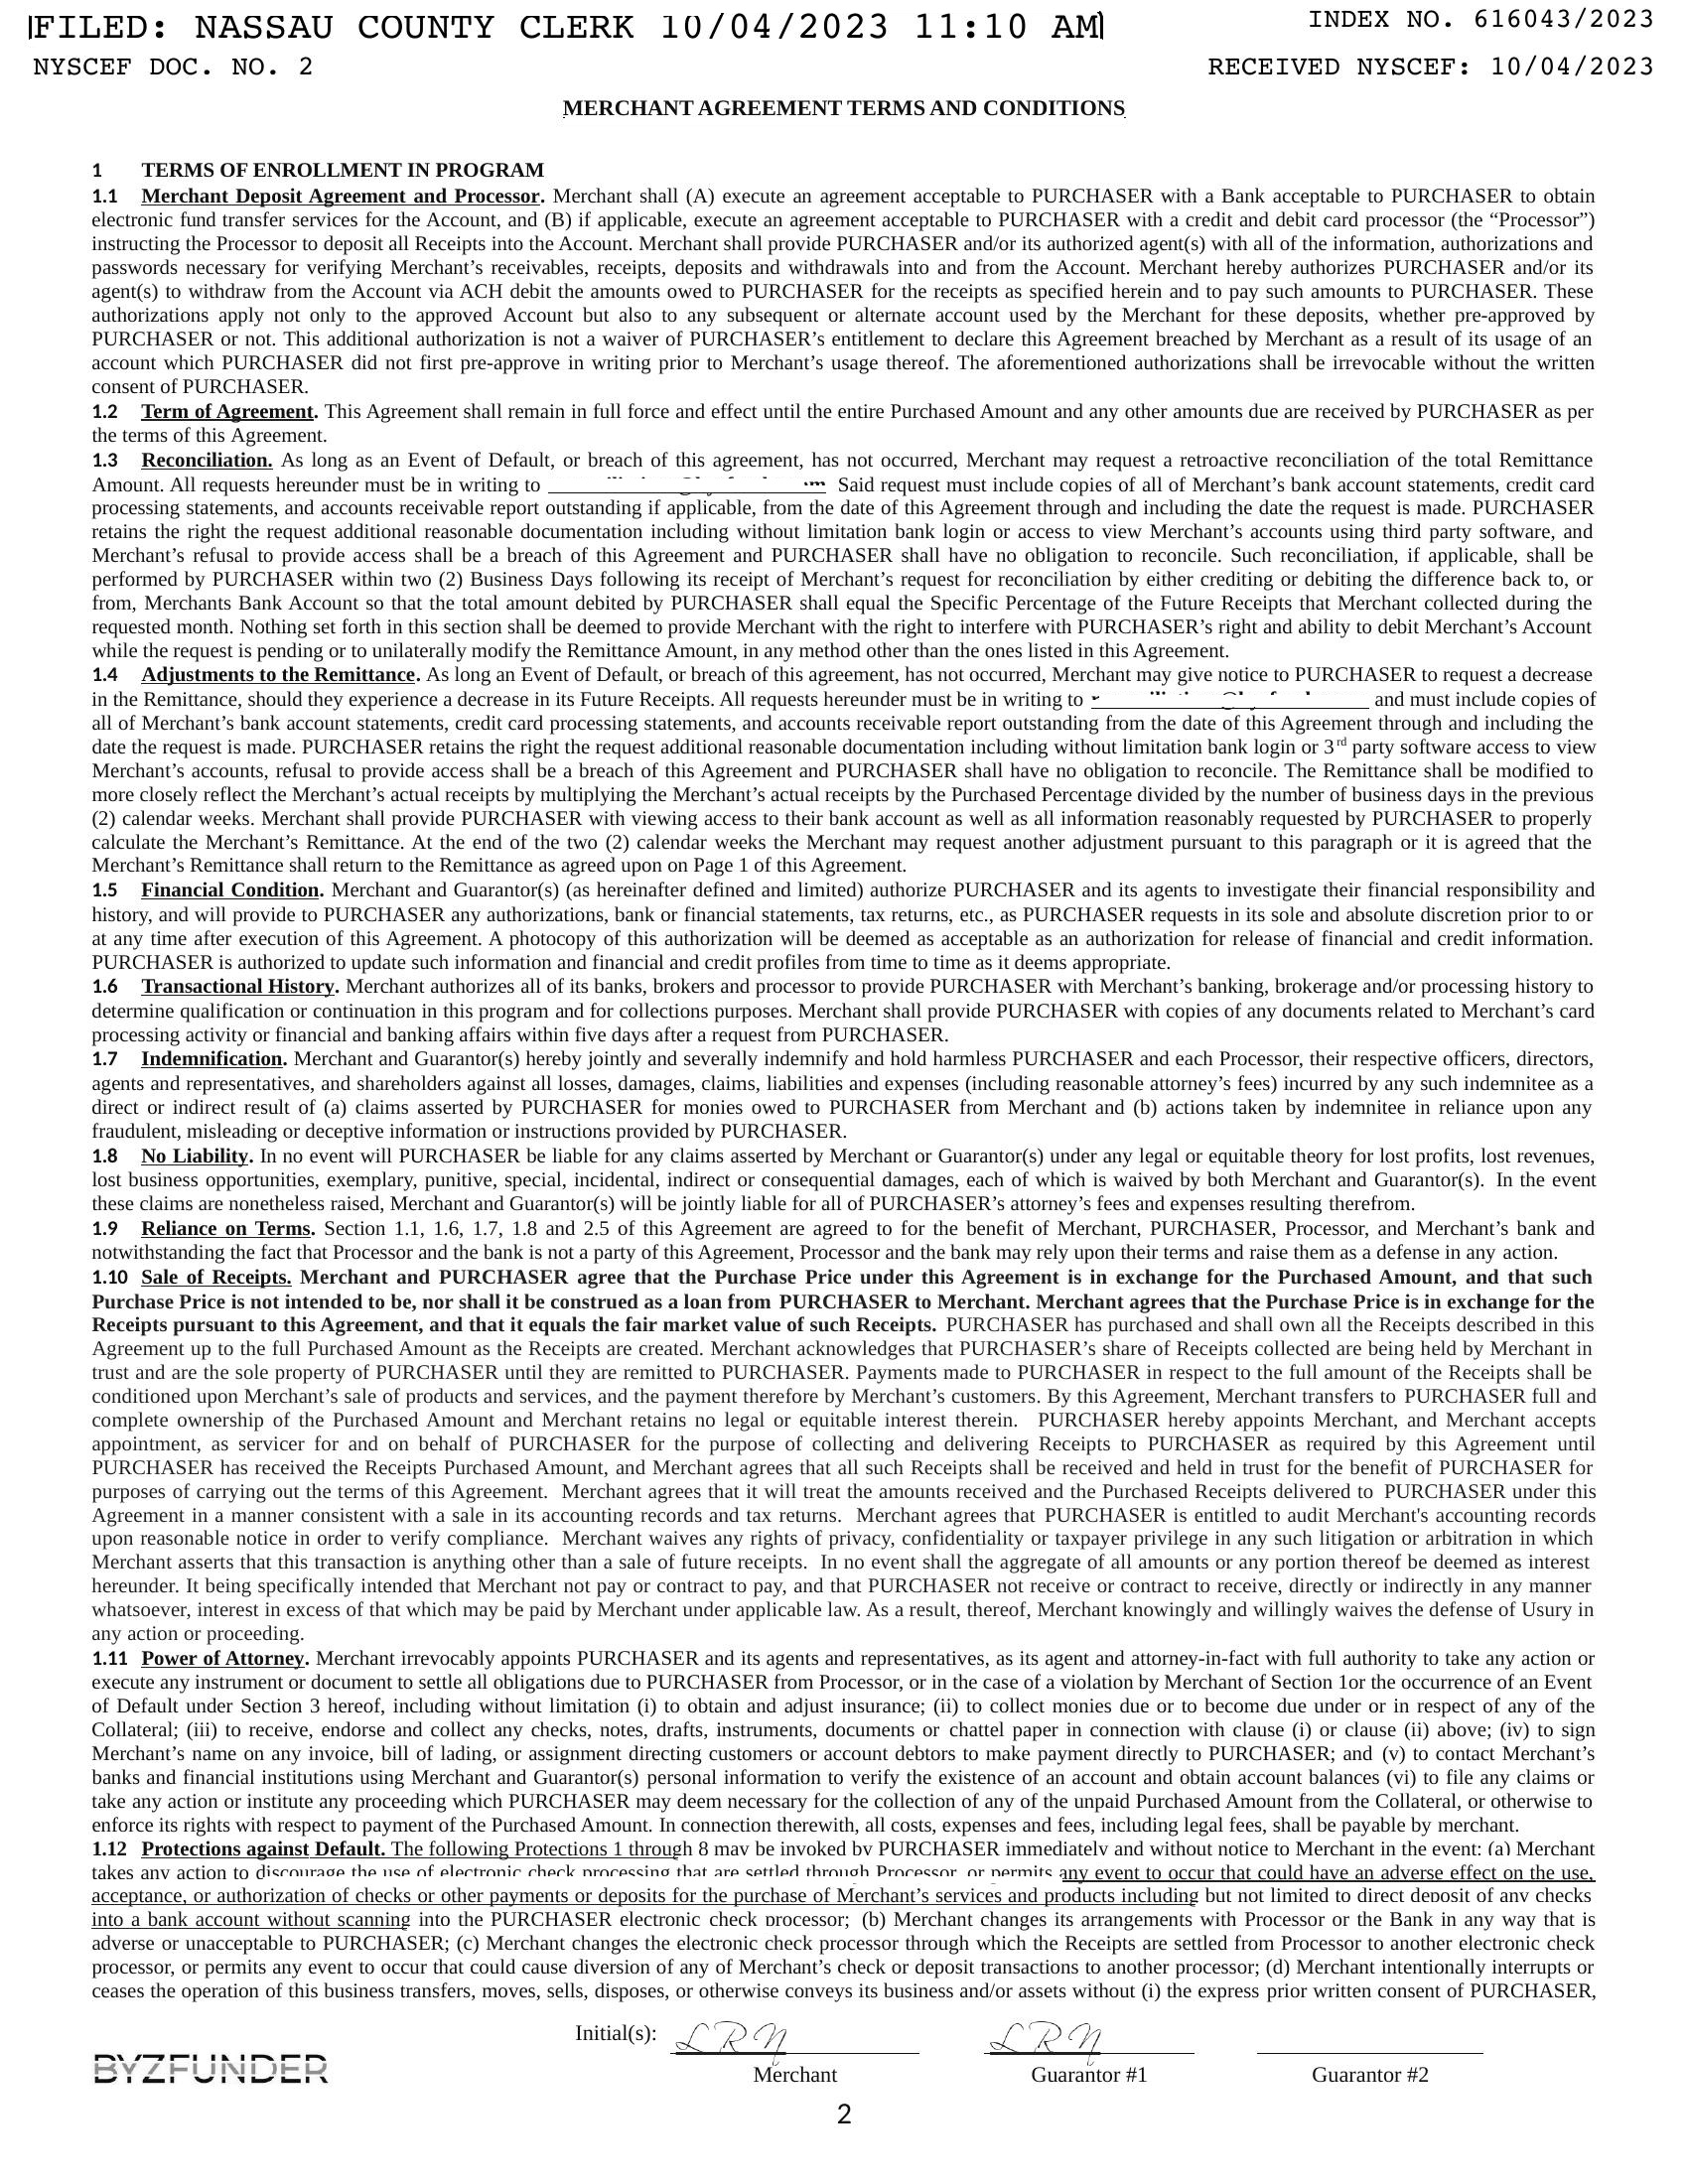 FILED: NASSAU COUNTY CLERK 10/04/2023 11:10 AM
INDEX NO. 616043/2023
NYSCEF DOC. NO. 2
RECEIVED NYSCEF: 10/04/2023
MERCHANT AGREEMENT TERMS AND CONDITIONS
1 TERMS OF ENROLLMENT IN PROGRAM
1.1 Merchant Deposit Agreement and Processor. Merchant shall (A) execute an agreement acceptable to PURCHASER with a Bank acceptable to PURCHASER to obtain
electronic fund transfer services for the Account, and (B) if applicable, execute an agreement acceptable to PURCHASER with a credit and debit card processor (the “Processor”)
instructing the Processor to deposit all Receipts into the Account. Merchant shall provide PURCHASER and/or its authorized agent(s) with all of the information, authorizations and
passwords necessary for verifying Merchant’s receivables, receipts, deposits and withdrawals into and from the Account. Merchant hereby authorizes PURCHASER and/or its
agent(s) to withdraw from the Account via ACH debit the amounts owed to PURCHASER for the receipts as specified herein and to pay such amounts to PURCHASER. These
authorizations apply not only to the approved Account but also to any subsequent or alternate account used by the Merchant for these deposits, whether pre-approved by
PURCHASER or not. This additional authorization is not a waiver of PURCHASER’s entitlement to declare this Agreement breached by Merchant as a result of its usage of an
account which PURCHASER did not first pre-approve in writing prior to Merchant’s usage thereof. The aforementioned authorizations shall be irrevocable without the written
consent of PURCHASER.
1.2 Term of Agreement. This Agreement shall remain in full force and effect until the entire Purchased Amount and any other amounts due are received by PURCHASER as per
the terms of this Agreement.
1.3 Reconciliation. As long as an Event of Default, or breach of this agreement, has not occurred, Merchant may request a retroactive reconciliation of the total Remittance
Amount. All requests hereunder must be in writing to Said request must include copies of all of Merchant’s bank account statements, credit card
processing statements, and accounts receivable report outstanding if applicable, from the date of this Agreement through and including the date the request is made. PURCHASER
retains the right the request additional reasonable documentation including without limitation bank login or access to view Merchant’s accounts using third party software, and
Merchant’s refusal to provide access shall be a breach of this Agreement and PURCHASER shall have no obligation to reconcile. Such reconciliation, if applicable, shall be
performed by PURCHASER within two (2) Business Days following its receipt of Merchant’s request for reconciliation by either crediting or debiting the difference back to, or
from, Merchants Bank Account so that the total amount debited by PURCHASER shall equal the Specific Percentage of the Future Receipts that Merchant collected during the
requested month. Nothing set forth in this section shall be deemed to provide Merchant with the right to interfere with PURCHASER’s right and ability to debit Merchant’s Account
while the request is pending or to unilaterally modify the Remittance Amount, in any method other than the ones listed in this Agreement.
1.4 Adjustments to the Remittance. As long an Event of Default, or breach of this agreement, has not occurred, Merchant may give notice to PURCHASER to request a decrease
in the Remittance, should they experience a decrease in its Future Receipts. All requests hereunder must be in writing to and must include copies of
all of Merchant’s bank account statements, credit card processing statements, and accounts receivable report outstanding from the date of this Agreement through and including the
date the request is made. PURCHASER retains the right the request additional reasonable documentation including without limitation bank login or 3rd party software access to view
Merchant’s accounts, refusal to provide access shall be a breach of this Agreement and PURCHASER shall have no obligation to reconcile. The Remittance shall be modified to
more closely reflect the Merchant’s actual receipts by multiplying the Merchant’s actual receipts by the Purchased Percentage divided by the number of business days in the previous
(2) calendar weeks. Merchant shall provide PURCHASER with viewing access to their bank account as well as all information reasonably requested by PURCHASER to properly
calculate the Merchant’s Remittance. At the end of the two (2) calendar weeks the Merchant may request another adjustment pursuant to this paragraph or it is agreed that the
Merchant’s Remittance shall return to the Remittance as agreed upon on Page 1 of this Agreement.
1.5 Financial Condition. Merchant and Guarantor(s) (as hereinafter defined and limited) authorize PURCHASER and its agents to investigate their financial responsibility and
history, and will provide to PURCHASER any authorizations, bank or financial statements, tax returns, etc., as PURCHASER requests in its sole and absolute discretion prior to or
at any time after execution of this Agreement. A photocopy of this authorization will be deemed as acceptable as an authorization for release of financial and credit information.
PURCHASER is authorized to update such information and financial and credit profiles from time to time as it deems appropriate.
1.6 Transactional History. Merchant authorizes all of its banks, brokers and processor to provide PURCHASER with Merchant’s banking, brokerage and/or processing history to
determine qualification or continuation in this program and for collections purposes. Merchant shall provide PURCHASER with copies of any documents related to Merchant’s card
processing activity or financial and banking affairs within five days after a request from PURCHASER.
1.7 Indemnification. Merchant and Guarantor(s) hereby jointly and severally indemnify and hold harmless PURCHASER and each Processor, their respective officers, directors,
agents and representatives, and shareholders against all losses, damages, claims, liabilities and expenses (including reasonable attorney’s fees) incurred by any such indemnitee as a
direct or indirect result of (a) claims asserted by PURCHASER for monies owed to PURCHASER from Merchant and (b) actions taken by indemnitee in reliance upon any
fraudulent, misleading or deceptive information or instructions provided by PURCHASER.
1.8 No Liability. In no event will PURCHASER be liable for any claims asserted by Merchant or Guarantor(s) under any legal or equitable theory for lost profits, lost revenues,
lost business opportunities, exemplary, punitive, special, incidental, indirect or consequential damages, each of which is waived by both Merchant and Guarantor(s). In the event
these claims are nonetheless raised, Merchant and Guarantor(s) will be jointly liable for all of PURCHASER’s attorney’s fees and expenses resulting therefrom.
1.9 Reliance on Terms. Section 1.1, 1.6, 1.7, 1.8 and 2.5 of this Agreement are agreed to for the benefit of Merchant, PURCHASER, Processor, and Merchant’s bank and
notwithstanding the fact that Processor and the bank is not a party of this Agreement, Processor and the bank may rely upon their terms and raise them as a defense in any action.
1.10 Sale of Receipts. Merchant and PURCHASER agree that the Purchase Price under this Agreement is in exchange for the Purchased Amount, and that such
Purchase Price is not intended to be, nor shall it be construed as a loan from PURCHASER to Merchant. Merchant agrees that the Purchase Price is in exchange for the
Receipts pursuant to this Agreement, and that it equals the fair market value of such Receipts. PURCHASER has purchased and shall own all the Receipts described in this
Agreement up to the full Purchased Amount as the Receipts are created. Merchant acknowledges that PURCHASER’s share of Receipts collected are being held by Merchant in
trust and are the sole property of PURCHASER until they are remitted to PURCHASER. Payments made to PURCHASER in respect to the full amount of the Receipts shall be
conditioned upon Merchant’s sale of products and services, and the payment therefore by Merchant’s customers. By this Agreement, Merchant transfers to PURCHASER full and
complete ownership of the Purchased Amount and Merchant retains no legal or equitable interest therein. PURCHASER hereby appoints Merchant, and Merchant accepts
appointment, as servicer for and on behalf of PURCHASER for the purpose of collecting and delivering Receipts to PURCHASER as required by this Agreement until
PURCHASER has received the Receipts Purchased Amount, and Merchant agrees that all such Receipts shall be received and held in trust for the benefit of PURCHASER for
purposes of carrying out the terms of this Agreement. Merchant agrees that it will treat the amounts received and the Purchased Receipts delivered to PURCHASER under this
Agreement in a manner consistent with a sale in its accounting records and tax returns. Merchant agrees that PURCHASER is entitled to audit Merchant's accounting records
upon reasonable notice in order to verify compliance. Merchant waives any rights of privacy, confidentiality or taxpayer privilege in any such litigation or arbitration in which
Merchant asserts that this transaction is anything other than a sale of future receipts. In no event shall the aggregate of all amounts or any portion thereof be deemed as interest
hereunder. It being specifically intended that Merchant not pay or contract to pay, and that PURCHASER not receive or contract to receive, directly or indirectly in any manner
whatsoever, interest in excess of that which may be paid by Merchant under applicable law. As a result, thereof, Merchant knowingly and willingly waives the defense of Usury in
any action or proceeding.
1.11 Power of Attorney. Merchant irrevocably appoints PURCHASER and its agents and representatives, as its agent and attorney-in-fact with full authority to take any action or
execute any instrument or document to settle all obligations due to PURCHASER from Processor, or in the case of a violation by Merchant of Section 1or the occurrence of an Event
of Default under Section 3 hereof, including without limitation (i) to obtain and adjust insurance; (ii) to collect monies due or to become due under or in respect of any of the
Collateral; (iii) to receive, endorse and collect any checks, notes, drafts, instruments, documents or chattel paper in connection with clause (i) or clause (ii) above; (iv) to sign
Merchant’s name on any invoice, bill of lading, or assignment directing customers or account debtors to make payment directly to PURCHASER; and (v) to contact Merchant’s
banks and financial institutions using Merchant and Guarantor(s) personal information to verify the existence of an account and obtain account balances (vi) to file any claims or
take any action or institute any proceeding which PURCHASER may deem necessary for the collection of any of the unpaid Purchased Amount from the Collateral, or otherwise to
enforce its rights with respect to payment of the Purchased Amount. In connection therewith, all costs, expenses and fees, including legal fees, shall be payable by merchant.
1.12 Protections against Default. The following Protections 1 through 8 may be invoked by PURCHASER immediately and without notice to Merchant in the event: (a) Merchant
takes any action to discourage the use of electronic check processing that are settled through Processor, or permits any event to occur that could have an adverse effect on the use,
acceptance, or authorization of checks or other payments or deposits for the purchase of Merchant’s services and products including but not limited to direct deposit of any checks
into a bank account without scanning into the PURCHASER electronic check processor; (b) Merchant changes its arrangements with Processor or the Bank in any way that is
adverse or unacceptable to PURCHASER; (c) Merchant changes the electronic check processor through which the Receipts are settled from Processor to another electronic check
processor, or permits any event to occur that could cause diversion of any of Merchant’s check or deposit transactions to another processor; (d) Merchant intentionally interrupts or
ceases the operation of this business transfers, moves, sells, disposes, or otherwise conveys its business and/or assets without (i) the express prior written consent of PURCHASER,
Initial(s): LRN LRN
BYZFUNDER
Merchant Guarantor #1 Guarantor #2
2